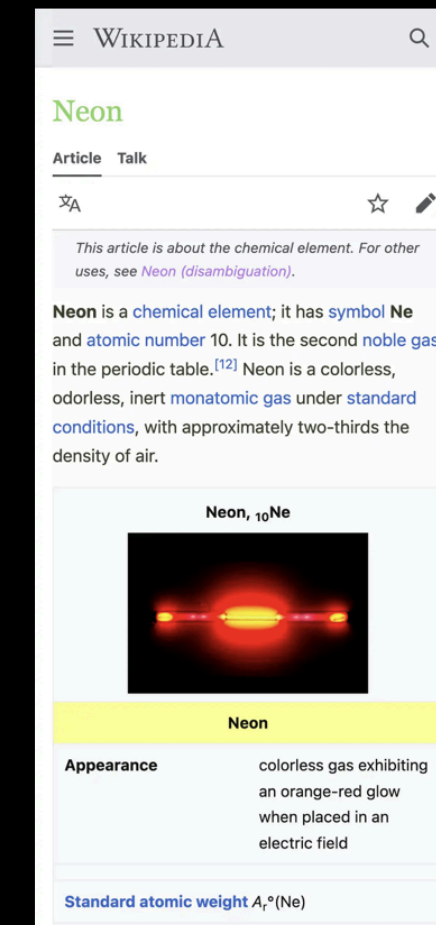 WIKIPEDIA
Neon
Article Talk
This article is about the chemical element. For other
uses, see Neon (disambiguation).
Neon is a chemical element; it has symbol Ne
and atomic number 10. It is the second noble gas
in the periodic table.[12] Neon is a colorless,
odorless, inert monatomic gas under standard
conditions, with approximately two-thirds the
density of air.
Neon, ₁₀Ne
Neon
Appearance colorless gas exhibiting
an orange-red glow
when placed in an
electric field
Standard atomic weight Aᵣ°(Ne)